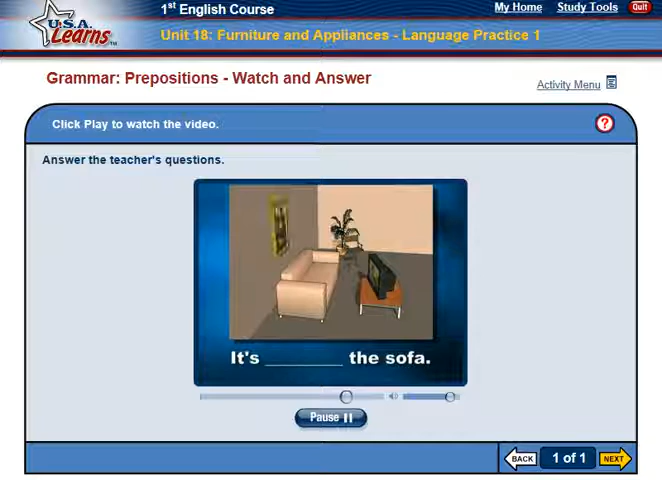 U.S.A.
Learns™
1st English Course
My Home
Study Tools
Quit
Unit 18: Furniture and Appliances - Language Practice 1
Grammar: Prepositions - Watch and Answer
Activity Menu
Click Play to watch the video.
?
Answer the teacher's questions.
It's ________ the sofa.
Pause
BACK
1 of 1
NEXT